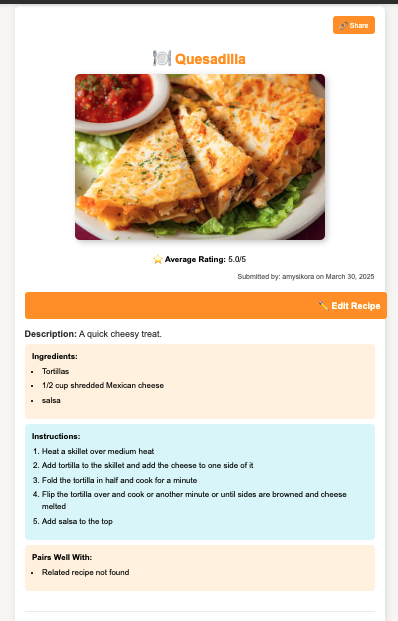 Share
Quesadilla
Average Rating: 5.0/5
Submitted by: amysikora on March 30, 2025
Edit Recipe
Description: A quick cheesy treat.
Ingredients:
• Tortillas
• 1/2 cup shredded Mexican cheese
• salsa
Instructions:
1. Heat a skillet over medium heat
2. Add tortilla to the skillet and add the cheese to one side of it
3. Fold the tortilla in half and cook for a minute
4. Flip the tortilla over and cook or another minute or until sides are browned and cheese
melted
5. Add salsa to the top
Pairs Well With:
• Related recipe not found